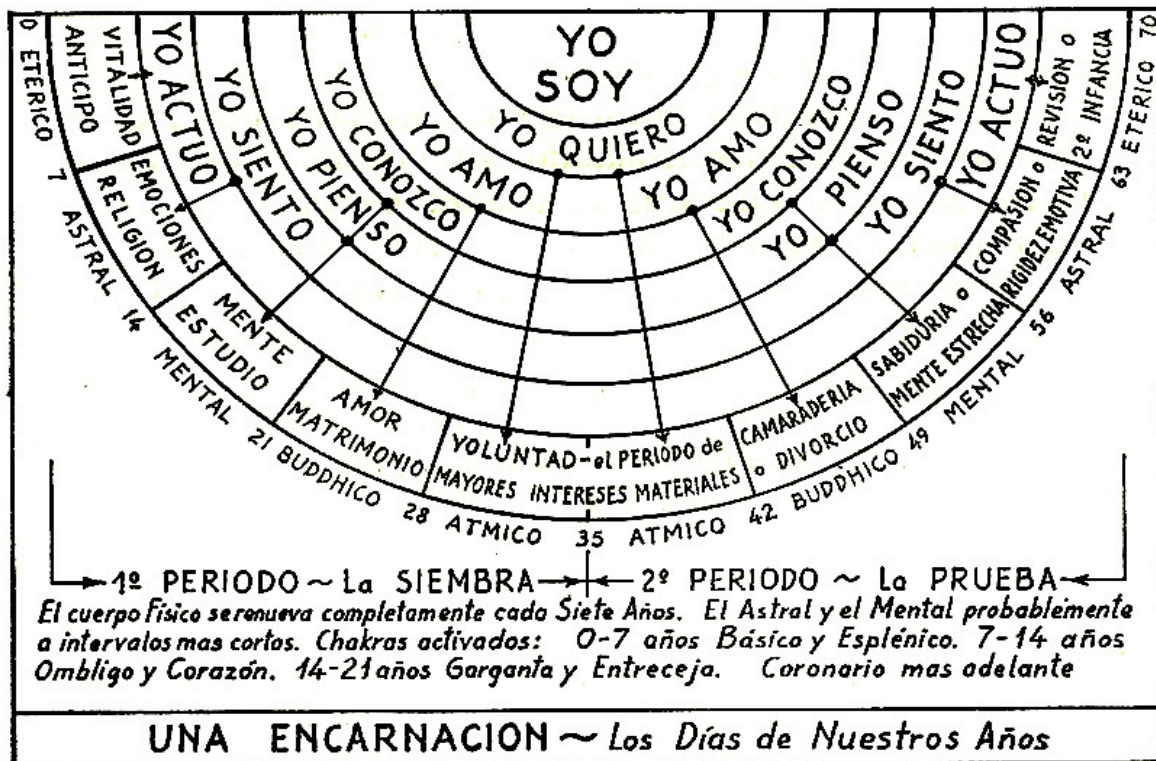 YO
SOY
YO QUIERO
YO AMO
YO AMO
YO CONOZCO
YO CONOZCO
YO PIENSO
YO PIENSO
YO SIENTO
YO SIENTO
YO ACTUO
YO ACTUO
VITALIDAD
ANTICIPO
EMOCIONES
RELIGION
MENTE
ESTUDIO
AMOR
MATRIMONIO
VOLUNTAD-el PERIODO de
MAYORES INTERESES MATERIALES
CAMARADERIA
o DIVORCIO
SABIDURIA o
MENTE ESTRECHA
COMPASION o
RIGIDEZ EMOTIVA
REVISION o
2ª INFANCIA
0 ETERICO 7 ASTRAL 14 MENTAL 21 BUDDHICO 28 ATMICO 35 ATMICO 42 BUDDHICO 49 MENTAL 56 ASTRAL 63 ETERICO 70
1º PERIODO ~ La SIEMBRA
2º PERIODO ~ La PRUEBA
El cuerpo Físico se renueva completamente cada Siete Años. El Astral y el Mental probablemente
a intervalos mas cortos. Chakras activados: 0-7 años Básico y Esplénico. 7-14 años
Ombligo y Corazón. 14-21 años Garganta y Entreceja. Coronario mas adelante
UNA ENCARNACION ~ Los Días de Nuestros Años